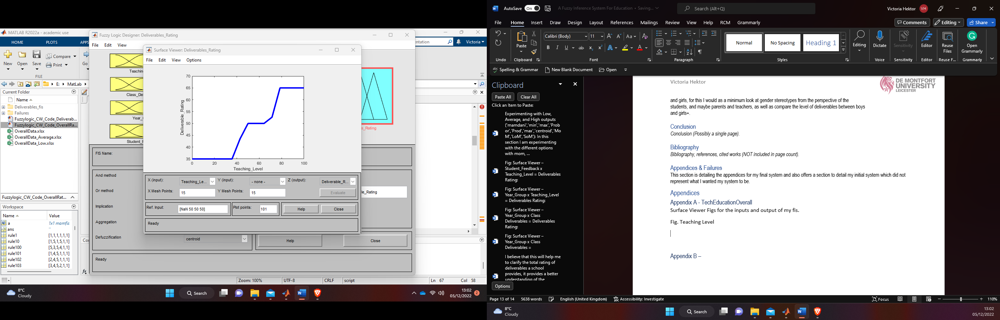 MATLAB R2022a - academic use
HOME
PLOTS
APPS
entation
Victoria
New
Open
Save
Compare
Print
Go
FILE
E:
MatLab
Current Folder
Name
Deliverables_fis
Failures
Fuzzylogic_CW_Code_Deliverab...
Fuzzylogic_CW_Code_OverallRa...
OverallData.xlsx
OverallData_Average.xlsx
OverallData_Low.xlsx
Fuzzylogic_CW_Code_OverallRat...
Workspace
Name
Value
a
1x1 mamfis
ans
''
rule1
[1,1,1,1,1,1]
rule10
[1,5,1,5,1,1]
rule100
[5,3,5,4,1,1]
rule101
[1,4,5,1,1,1]
rule102
[2,4,5,1,1,1]
rule103
[3,4,5,2,1,1]
Fuzzy Logic Designer: Deliverables_Rating
File
Edit
View
Teaching
Class_De
Year_
Student_
e_Rating
FIS Name:
And method
Or method
Implication
Aggregation
Defuzzification
centroid
le_Rating
Help
Close
Ready
Surface Viewer: Deliverables_Rating
File
Edit
View
Options
70
65
60
55
50
45
40
35
Deliverable_Rating
0
20
40
60
80
100
Teaching_Level
X (input):
Teaching_Le...
Y (input):
- none -
Z (output):
Deliverable_R...
X Mesh Points:
15
Y Mesh Points:
15
Evaluate
Ref. Input:
[NaN 50 50 50]
Plot points:
101
Help
Close
Ready
Cor
fx
Zoom: 100%
UTF-8
CRLF
script
Ln 67
Col 58
8°C
Cloudy
Search
13:02
05/12/2022
2
AutoSave
On
A Fuzzy Inference System For Education • Saving...
Search (Alt+Q)
Victoria Hektor
VH
File
Home
Insert
Draw
Design
Layout
References
Mailings
Review
View
Help
RCM
Grammarly
Comments
Editing
Share
Paste
Calibri (Body)
11
Normal
No Spacing
Heading 1
Editing
Dictate
Sensitivity
Editor
Reuse
Files
Open
Grammarly
Undo
Clipboard
Font
Paragraph
Styles
Voice
Sensitivity
Editor
Reuse F...
Grammarly
Spelling & Grammar
New Blank Document
Open
Clipboard
Paste All
Clear All
Click an Item to Paste:
Experimenting with Low,
Average, and High outputs
('mamdani','min','max','Prob
or','Prod','max','centroid','Mo
M','LoM','SoM'): In this
section I am experimenting
with the different options
with mom, ...
Fig: Surface Viewer –
Student_Feedback x
Teaching_Level = Deliverables
Rating:
Fig: Surface Viewer –
Year_Group x Teaching_Level
= Deliverables Rating:
Fig: Surface Viewer –
Year_Group x Class
Deliverables = Deliverables
Rating:
Fig: Surface Viewer –
Year_Group x Class
Deliverables =
I believe that this will help me
to clarify the total rating of
deliverables a school
provides, it provides a better
understanding of the
Options
Victoria Hektor
DE MONTFORT
UNIVERSITY
LEICESTER
and girls, for this I would as a minimum look at gender stereotypes from the perspective of the
students, and maybe parents and teachers, as well as compare the level of deliverables between boys
and girls+.
Conclusion
Conclusion (Possibly a single page).
Bibliography
Bibliography, references, cited works (NOT included in page count).
Appendices & Failures
This section is detailing the appendices for my final system and also offers a section to detail my initial system which did not
represent what I wanted my system to be.
Appendices
Appendix A - TechEducationOverall
Surface Viewer Figs for the inputs and output of my fis.
Fig. Teaching Level
Appendix B –
Page 13 of 14
5638 words
English (United Kingdom)
Accessibility: Investigate
Focus
110%
8°C
Cloudy
Search
13:02
05/12/2022